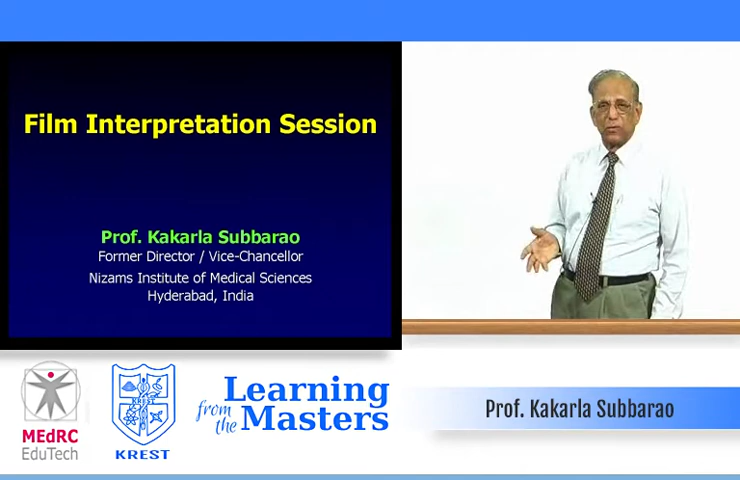 Film Interpretation Session
Prof. Kakarla Subbarao
Former Director / Vice-Chancellor
Nizams Institute of Medical Sciences
Hyderabad, India
MEdRC
EduTech
KREST
KREST
Learning
from the Masters
Prof. Kakarla Subbarao